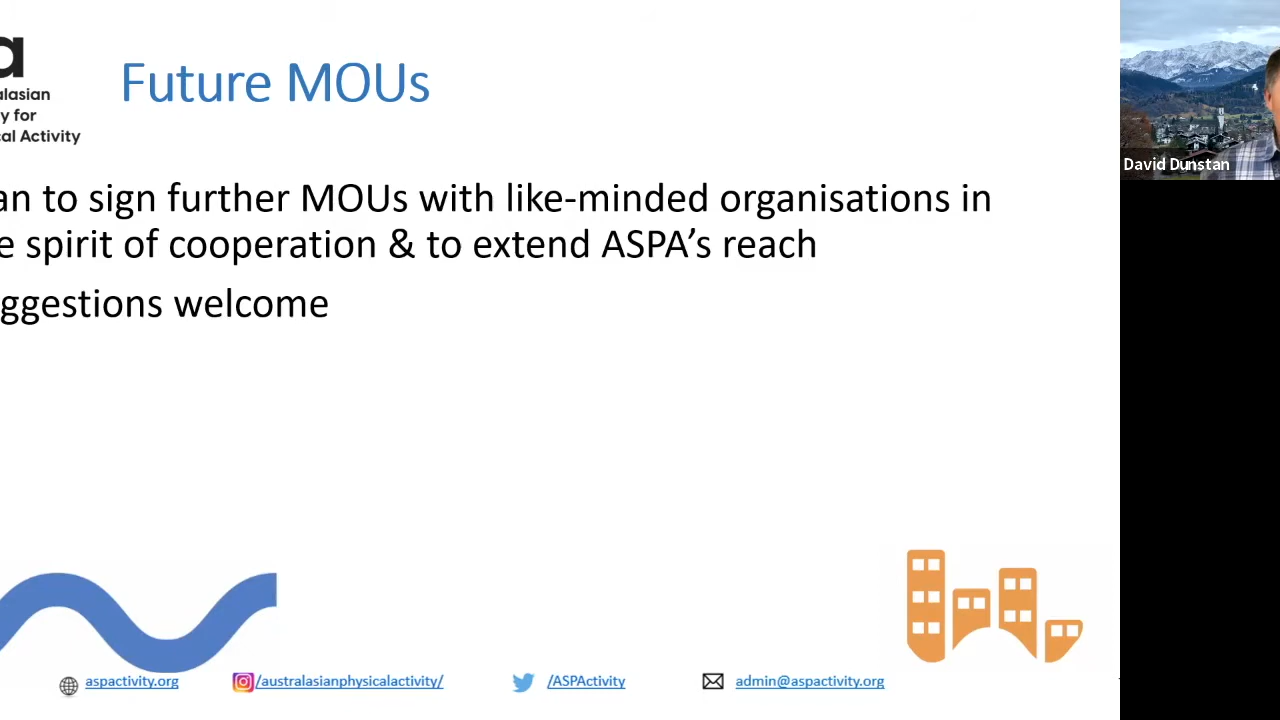 a
alasian
y for
cal Activity
Future MOUs
an to sign further MOUs with like-minded organisations in
e spirit of cooperation & to extend ASPA’s reach
ggestions welcome
David Dunstan
aspactivity.org
/australasianphysicalactivity/
/ASPActivity
admin@aspactivity.org